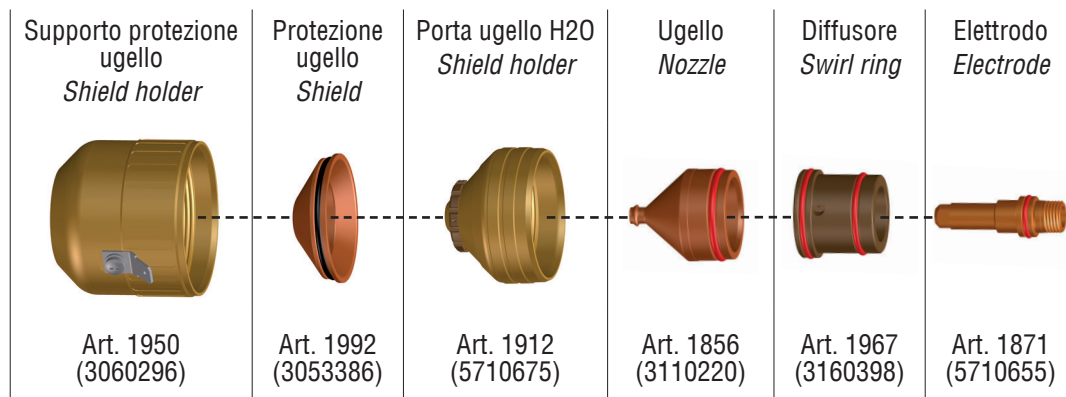 Supporto protezione
ugello
Shield holder
Art. 1950
(3060296)
Protezione
ugello
Shield
Art. 1992
(3053386)
Porta ugello H2O
Shield holder
Art. 1912
(5710675)
Ugello
Nozzle
Art. 1856
(3110220)
Diffusore
Swirl ring
Art. 1967
(3160398)
Elettrodo
Electrode
Art. 1871
(5710655)